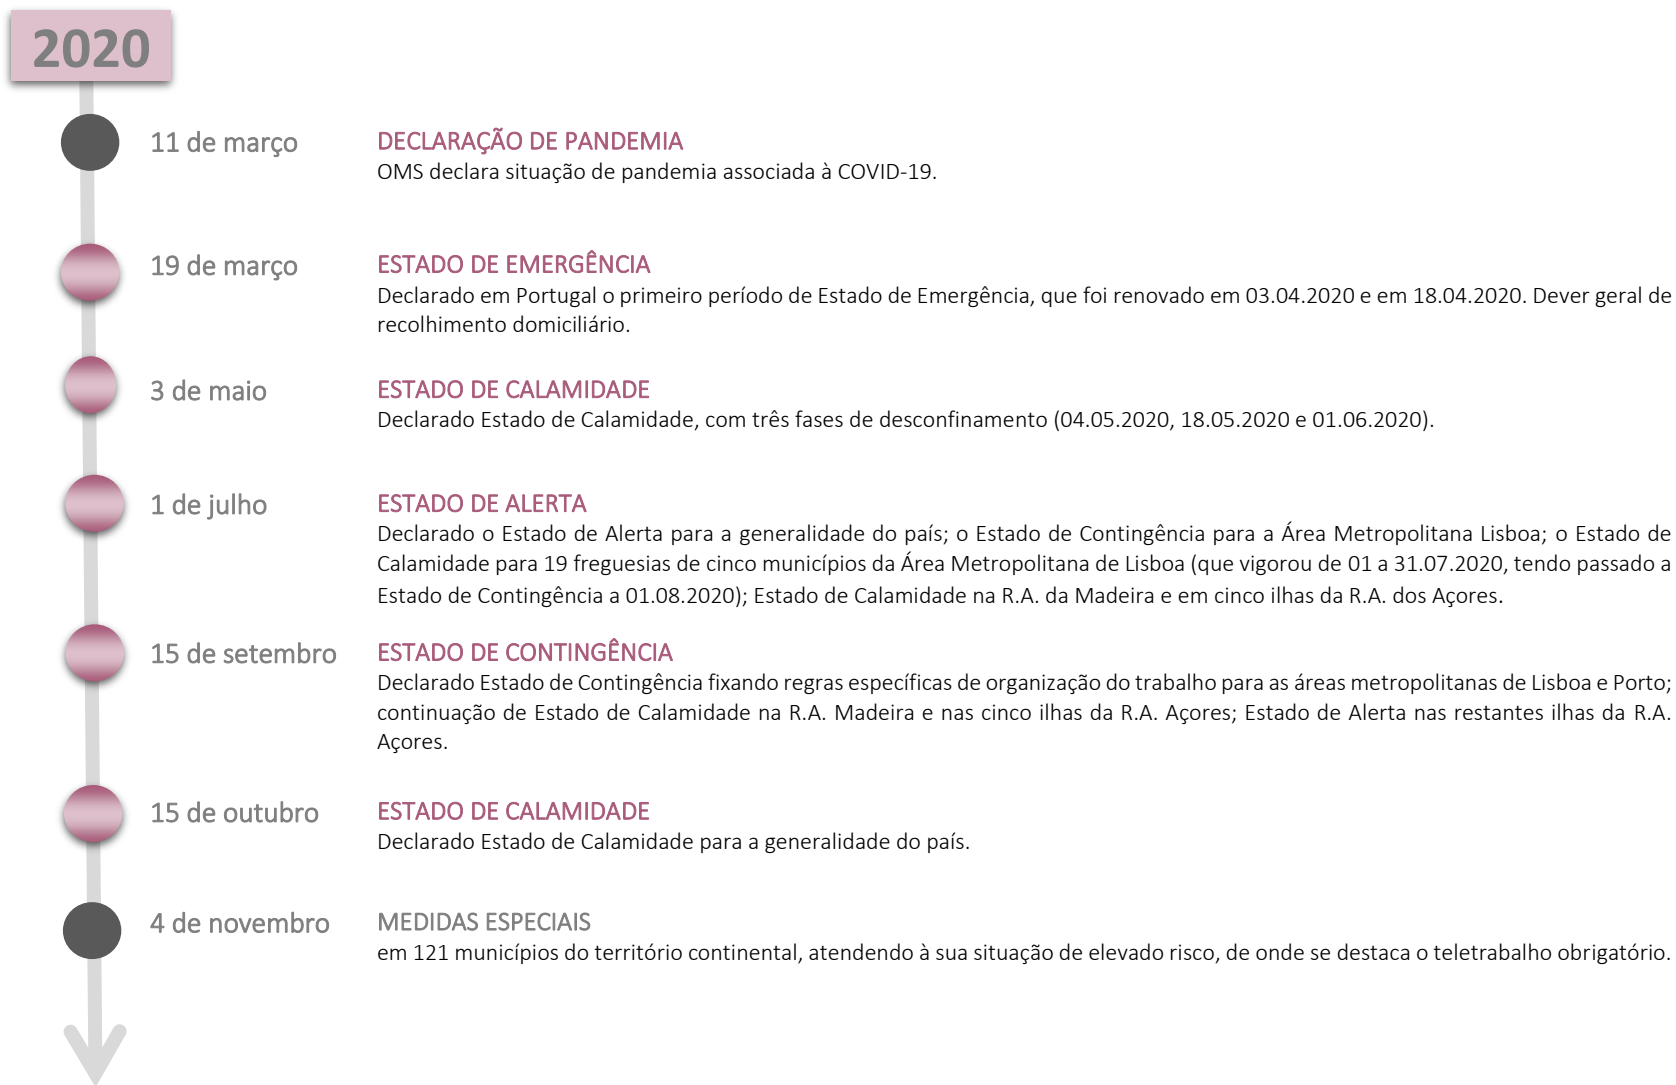 2020
11 de março
DECLARAÇÃO DE PANDEMIA
OMS declara situação de pandemia associada à COVID-19.
19 de março
ESTADO DE EMERGÊNCIA
Declarado em Portugal o primeiro período de Estado de Emergência, que foi renovado em 03.04.2020 e em 18.04.2020. Dever geral de
recolhimento domiciliário.
3 de maio
ESTADO DE CALAMIDADE
Declarado Estado de Calamidade, com três fases de desconfinamento (04.05.2020, 18.05.2020 e 01.06.2020).
1 de julho
ESTADO DE ALERTA
Declarado o Estado de Alerta para a generalidade do país; o Estado de Contingência para a Área Metropolitana Lisboa; o Estado de
Calamidade para 19 freguesias de cinco municípios da Área Metropolitana de Lisboa (que vigorou de 01 a 31.07.2020, tendo passado a
Estado de Contingência a 01.08.2020); Estado de Calamidade na R.A. da Madeira e em cinco ilhas da R.A. dos Açores.
15 de setembro
ESTADO DE CONTINGÊNCIA
Declarado Estado de Contingência fixando regras específicas de organização do trabalho para as áreas metropolitanas de Lisboa e Porto;
continuação de Estado de Calamidade na R.A. Madeira e nas cinco ilhas da R.A. Açores; Estado de Alerta nas restantes ilhas da R.A.
Açores.
15 de outubro
ESTADO DE CALAMIDADE
Declarado Estado de Calamidade para a generalidade do país.
4 de novembro
MEDIDAS ESPECIAIS
em 121 municípios do território continental, atendendo à sua situação de elevado risco, de onde se destaca o teletrabalho obrigatório.